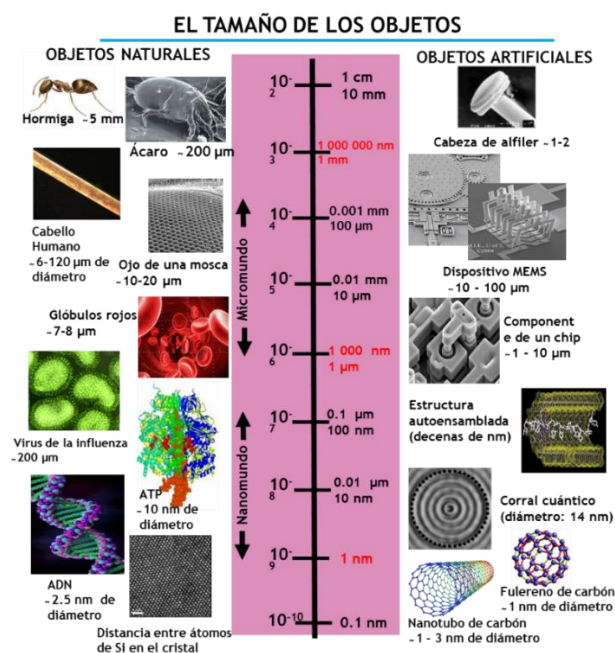 EL TAMAÑO DE LOS OBJETOS
OBJETOS NATURALES
Hormiga ~5 mm
Ácaro ~200 µm
Cabello
Humano
~6-120 µm de
diámetro
Ojo de una mosca
~10-20 µm
Glóbulos rojos
~7-8 µm
Virus de la influenza
~200 µm
ATP
~10 nm de
diámetro
ADN
~2.5 nm de
diámetro
Distancia entre átomos
de Si en el cristal
10-2
1 cm
10 mm
10-3
1 000 000 nm
1 mm
10-4
0.001 mm
100 µm
10-5
0.01 mm
10 µm
10-6
1 000 nm
1 µm
10-7
0.1 µm
100 nm
10-8
0.01 µm
10 nm
10-9
1 nm
10-10
0.1 nm
Micromundo
Nanomundo
OBJETOS ARTIFICIALES
Cabeza de alfiler ~1-2
Dispositivo MEMS
~10 - 100 µm
Component
e de un chip
~1 - 10 µm
Estructura
autoensamblada
(decenas de nm)
Corral cuántico
(diámetro: 14 nm)
Fulereno de carbón
~1 nm de diámetro
Nanotubo de carbón
~1 - 3 nm de diámetro